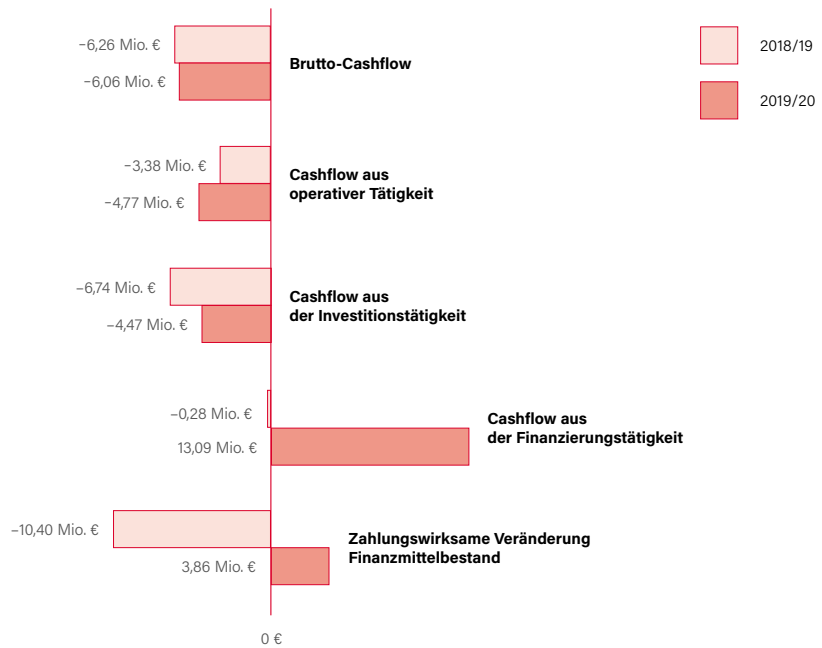 2018/19
2019/20
−6,26 Mio. €
−6,06 Mio. €
Brutto-Cashflow
−3,38 Mio. €
−4,77 Mio. €
Cashflow aus
operativer Tätigkeit
−6,74 Mio. €
−4,47 Mio. €
Cashflow aus
der Investitionstätigkeit
−0,28 Mio. €
13,09 Mio. €
Cashflow aus
der Finanzierungstätigkeit
−10,40 Mio. €
3,86 Mio. €
Zahlungswirksame Veränderung
Finanzmittelbestand
0 €